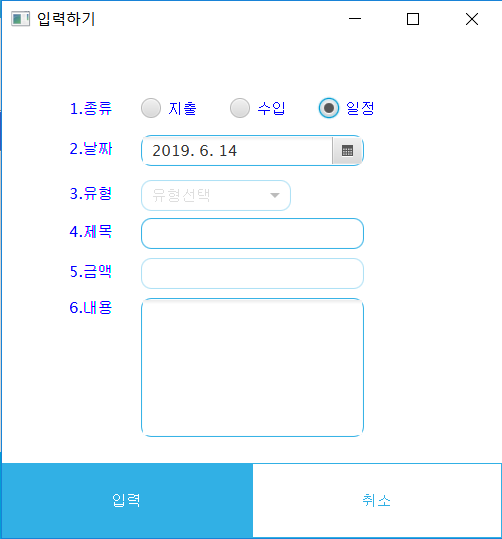 입력하기
1.종류 지출 수입 일정
2.날짜 2019. 6. 14
3.유형 유형선택
4.제목
5.금액
6.내용
입력 취소